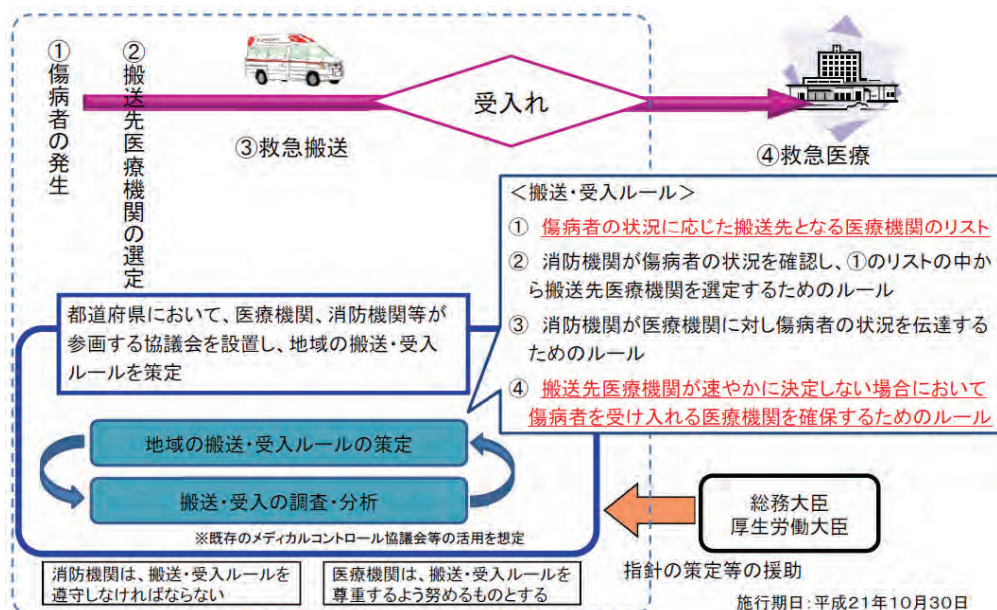 ①傷病者の発生
②搬送先医療機関の選定
③救急搬送
受入れ
④救急医療
<搬送・受入ルール>
① 傷病者の状況に応じた搬送先となる医療機関のリスト
② 消防機関が傷病者の状況を確認し、①のリストの中か
ら搬送先医療機関を選定するためのルール
③ 消防機関が医療機関に対し傷病者の状況を伝達する
ためのルール
④ 搬送先医療機関が速やかに決定しない場合において
傷病者を受け入れる医療機関を確保するためのルール
都道府県において、医療機関、消防機関等が
参画する協議会を設置し、地域の搬送・受入
ルールを策定
地域の搬送・受入ルールの策定
搬送・受入の調査・分析
※既存のメディカルコントロール協議会等の活用を想定
総務大臣
厚生労働大臣
指針の策定等の援助
消防機関は、搬送・受入ルールを
遵守しなければならない
医療機関は、搬送・受入ルールを
尊重するよう努めるものとする
施行期日:平成21年10月30日